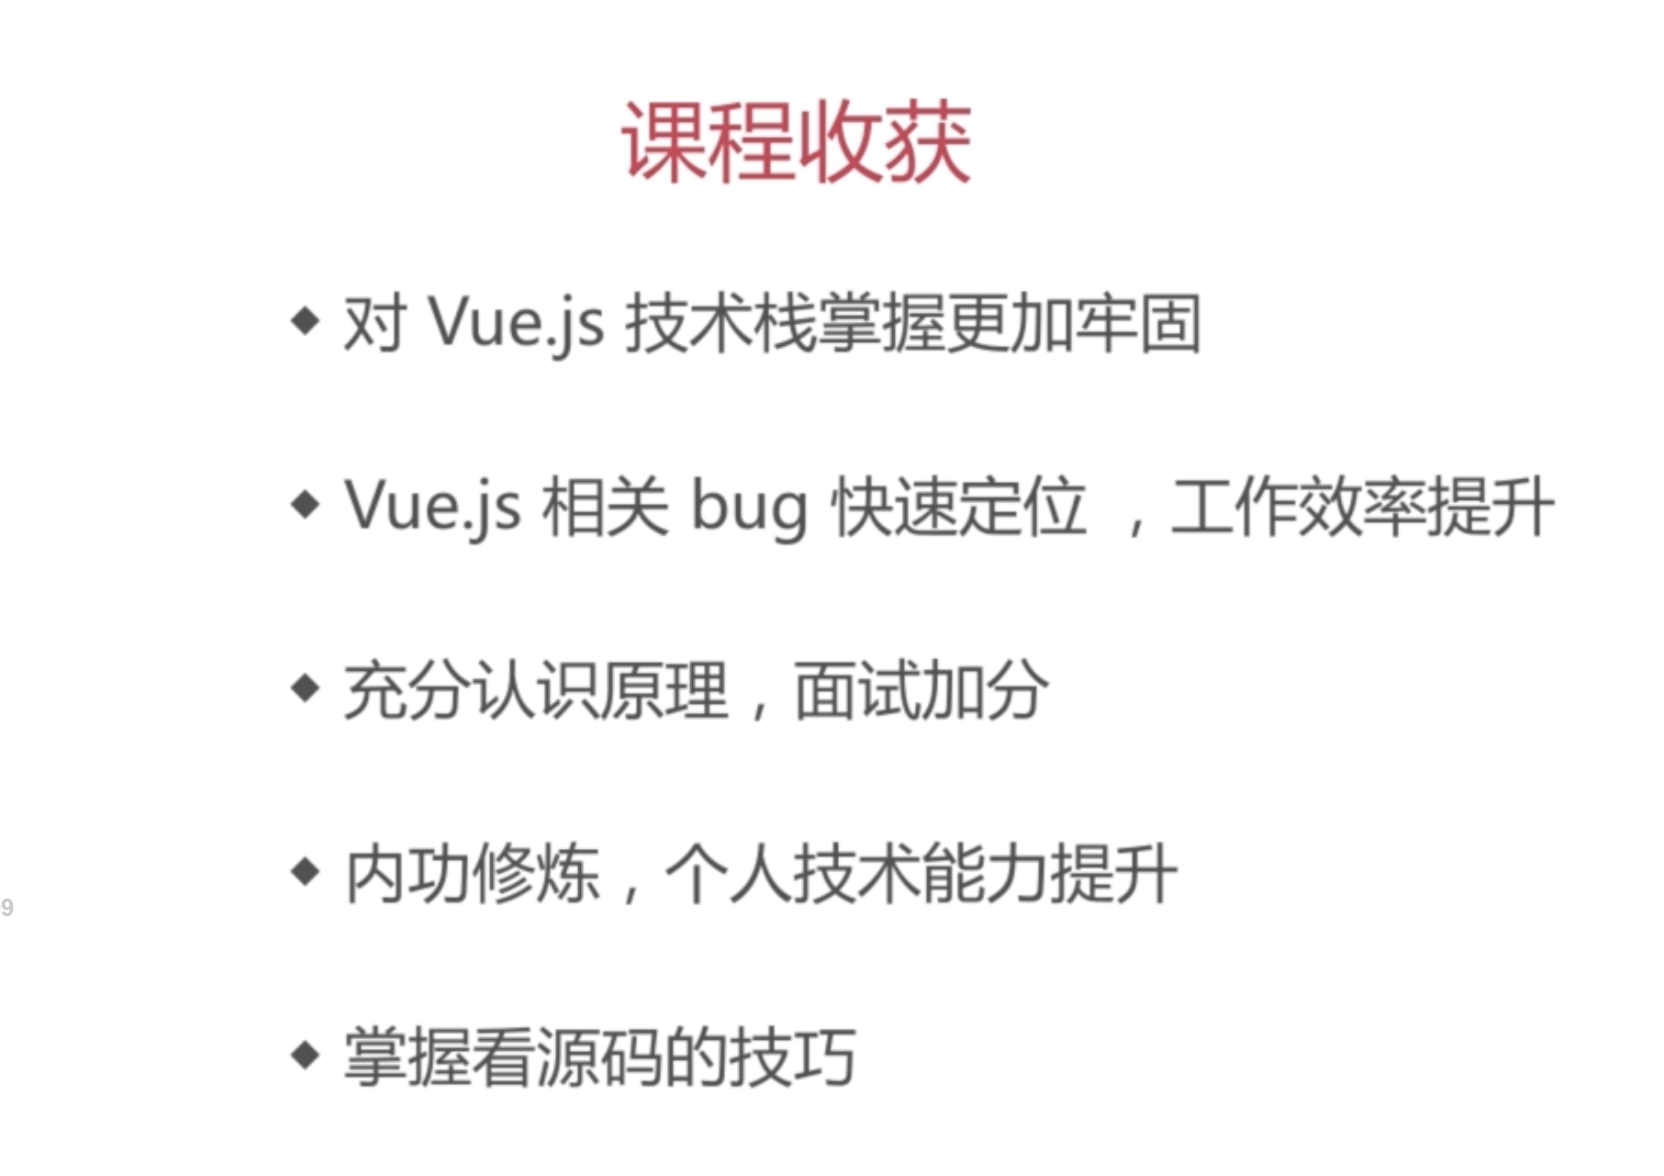 课程收获
◆ 对 Vue.js 技术栈掌握更加牢固
◆ Vue.js 相关 bug 快速定位 ，工作效率提升
◆ 充分认识原理，面试加分
◆ 内功修炼，个人技术能力提升
9
◆ 掌握看源码的技巧